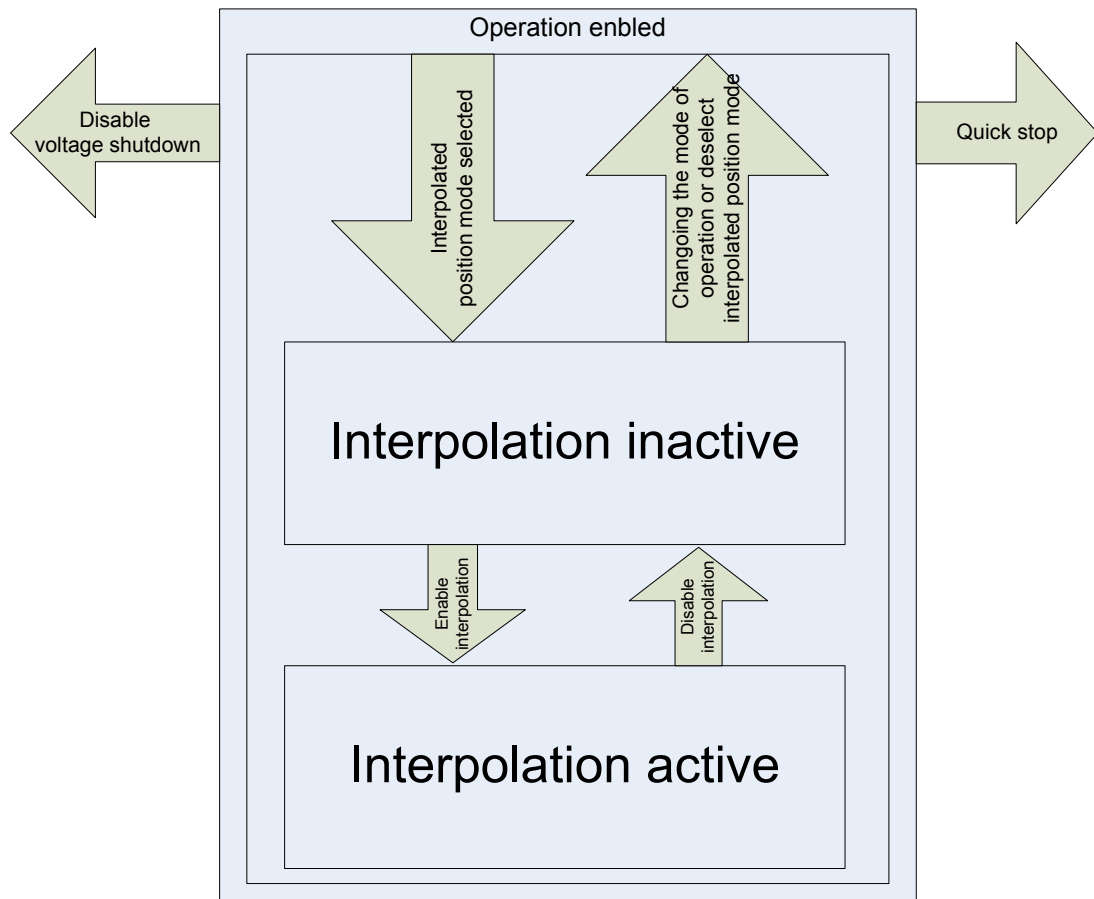 Operation enbled
Disable
voltage shutdown
Interpolated
position mode selected
Changoing the mode of
operation or deselect
interpolated position mode
Quick stop
Interpolation inactive
Enable
interpolation
Disable
interpolation
Interpolation active